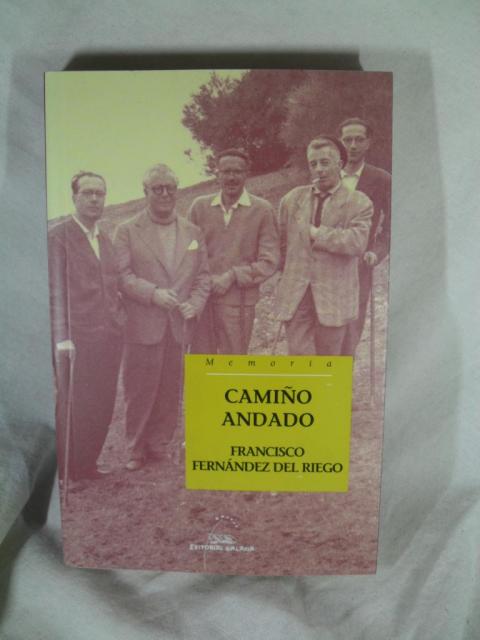 Memoria
CAMIÑO
ANDADO
FRANCISCO
FERNÁNDEZ DEL RIEGO
EDITORIAL GALAXIA